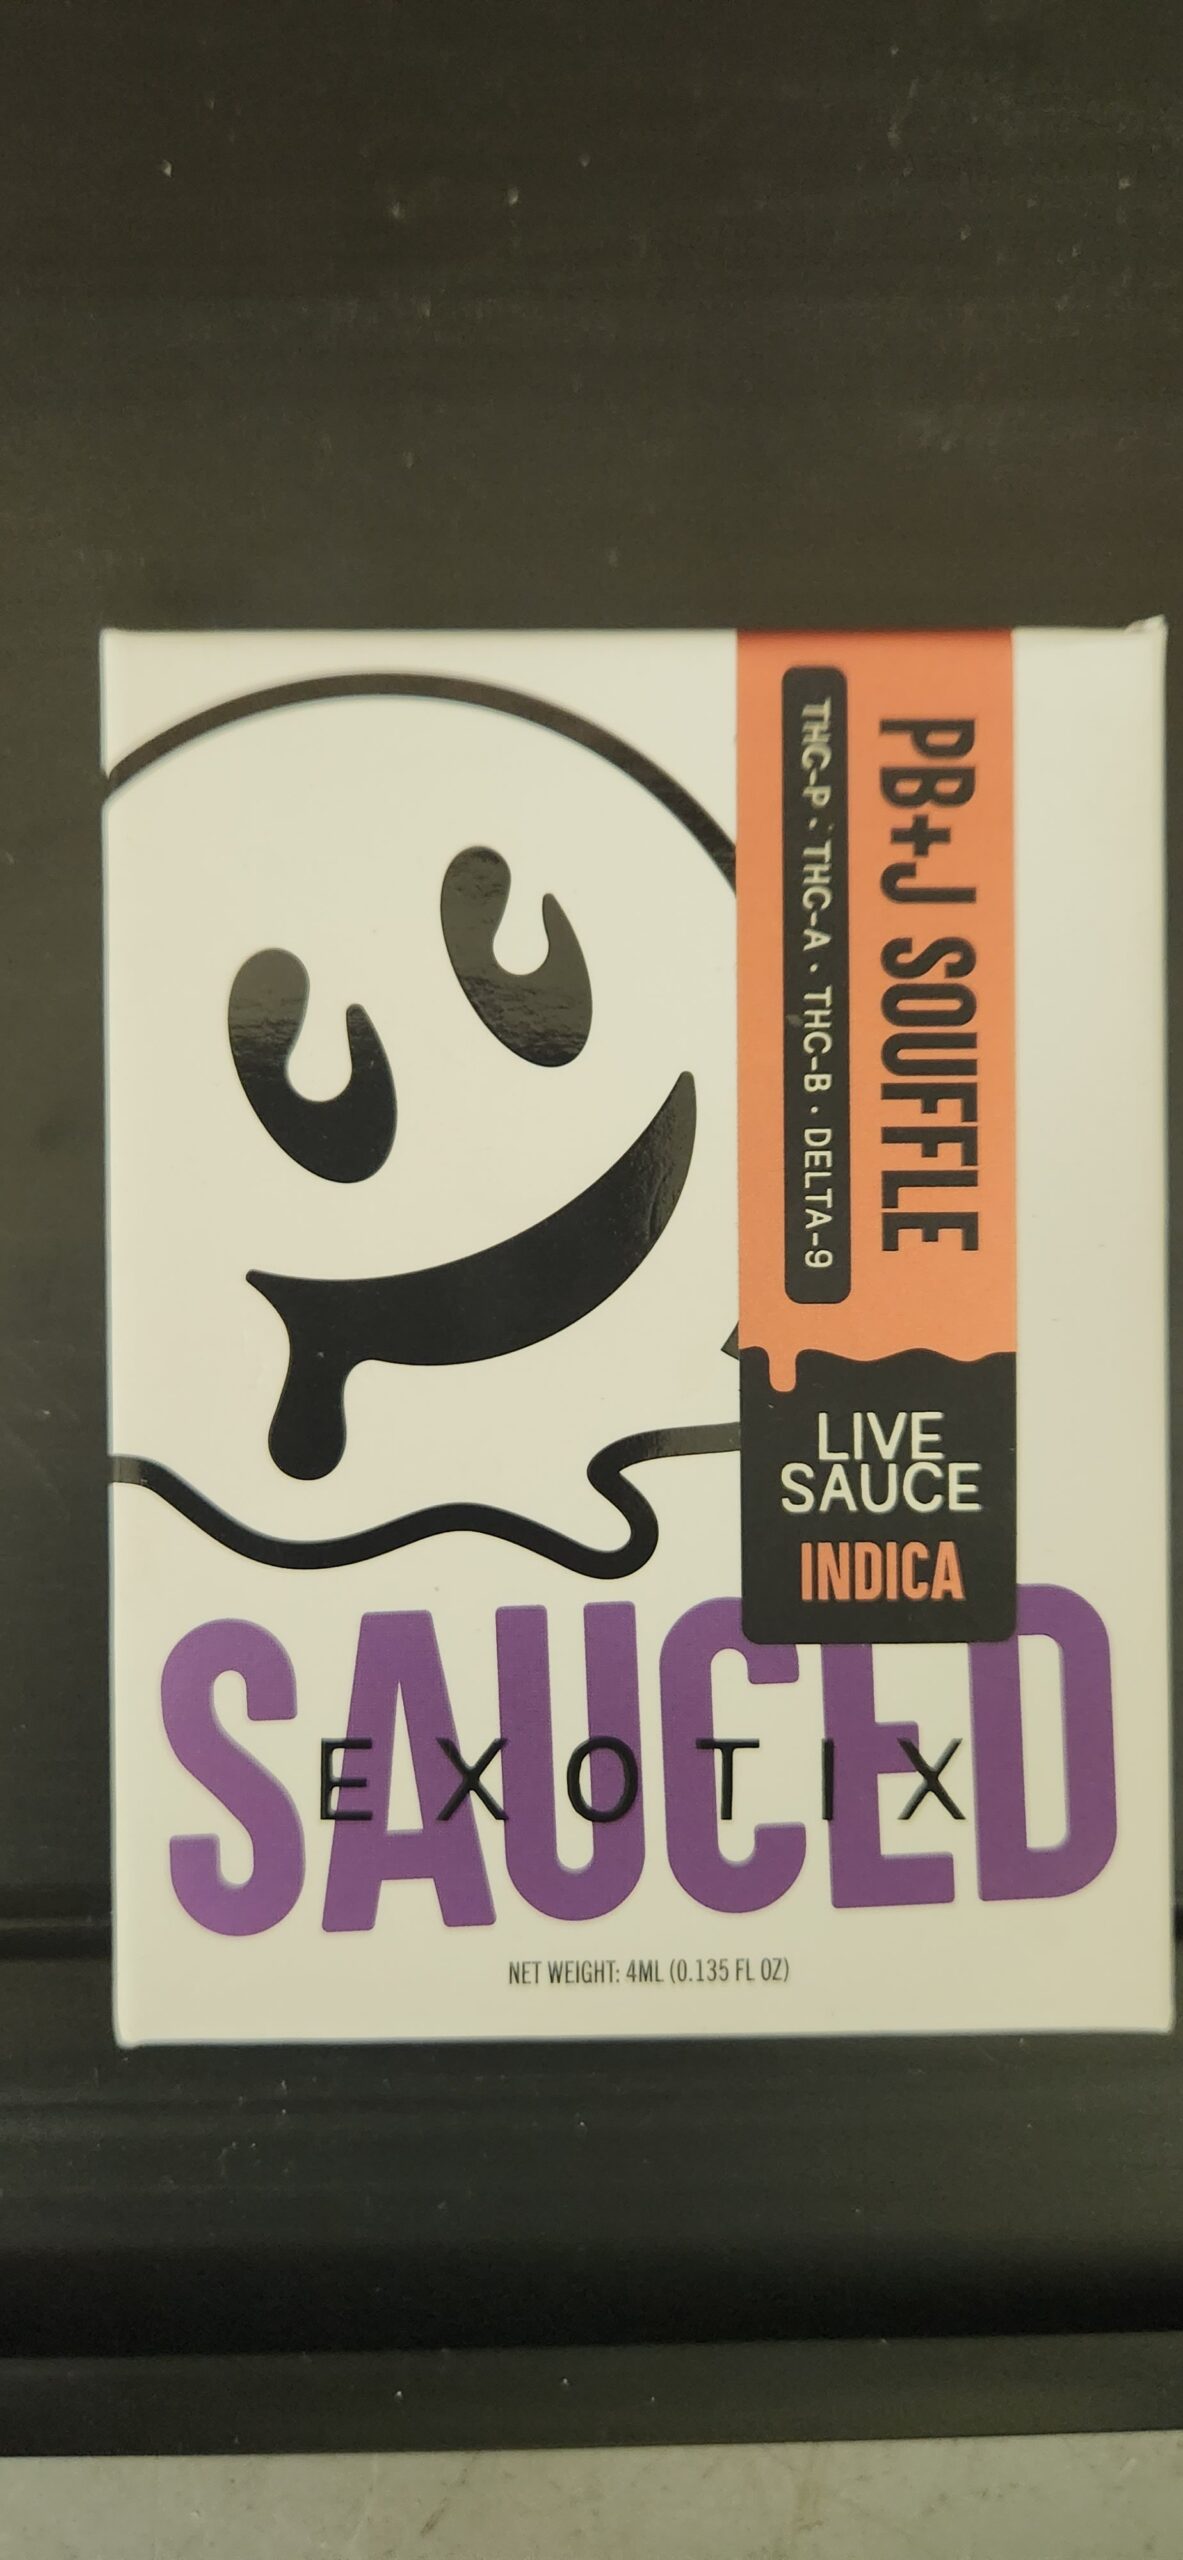 PB+J SOUFFLE
THC-P • THC-A • THC-B • DELTA-9
LIVE
SAUCE
INDICA
SAUCED
EXOTIX
NET WEIGHT: 4ML (0.135 FL OZ)